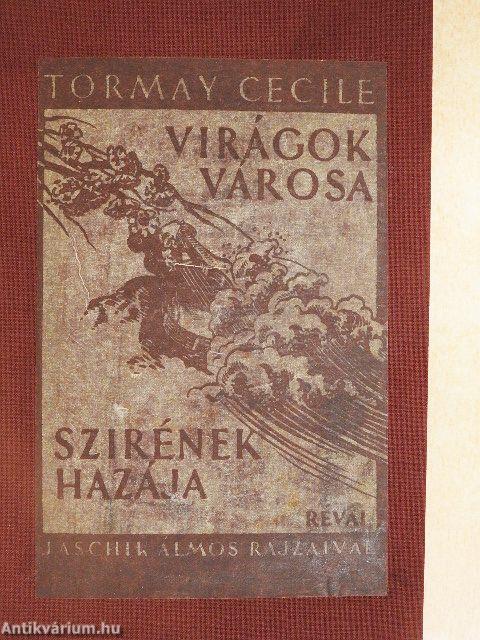 TORMAY CECILE
VIRÁGOK
VÁROSA
SZIRÉNEK
HAZÁJA
RÉVAI
JASCHIK ÁLMOS RAJZAIVAL
Antikvárium.hu